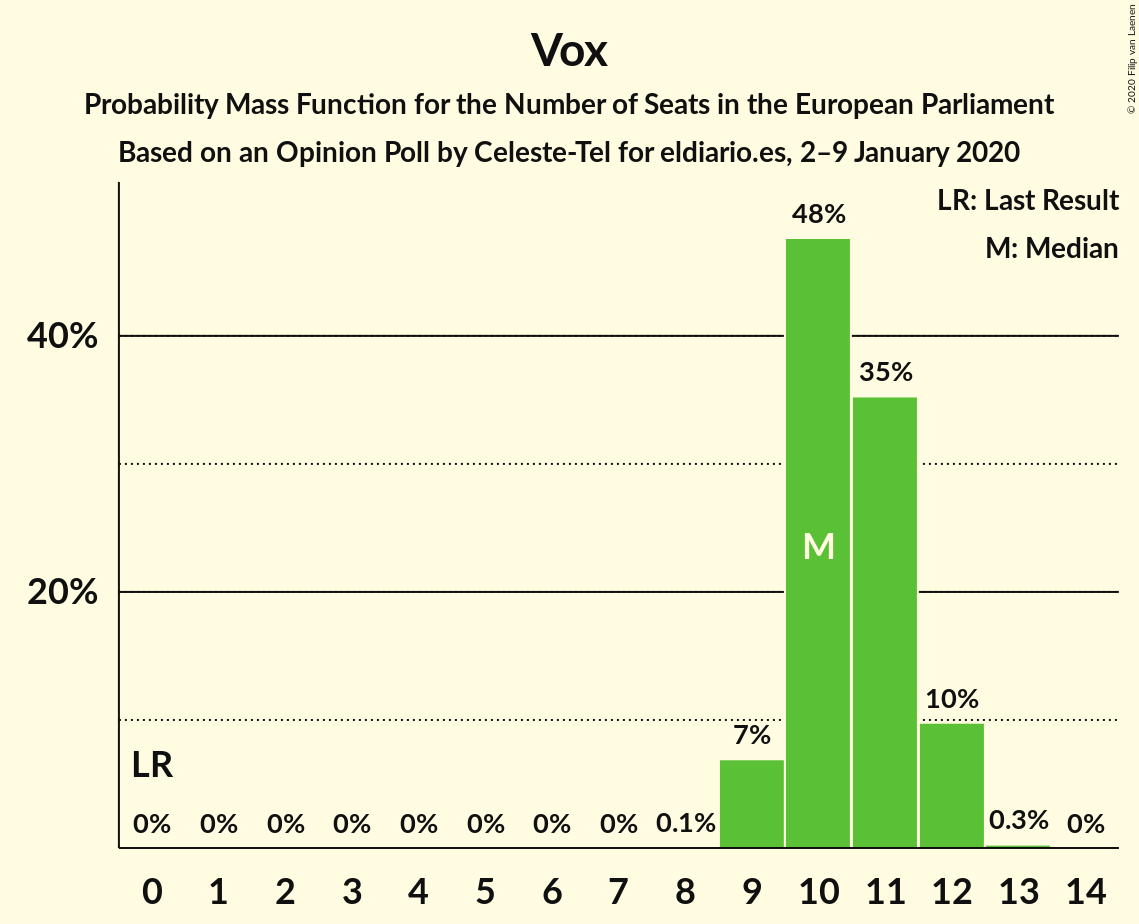 Vox
Probability Mass Function for the Number of Seats in the European Parliament
Based on an Opinion Poll by Celeste-Tel for eldiario.es, 2–9 January 2020
© 2020 Filip van Laenen
LR: Last Result
M: Median
48%
40%
35%
M
20%
10%
7%
LR
0% 0% 0% 0% 0% 0% 0% 0% 0.1% 0.3% 0%
0 1 2 3 4 5 6 7 8 9 10 11 12 13 14